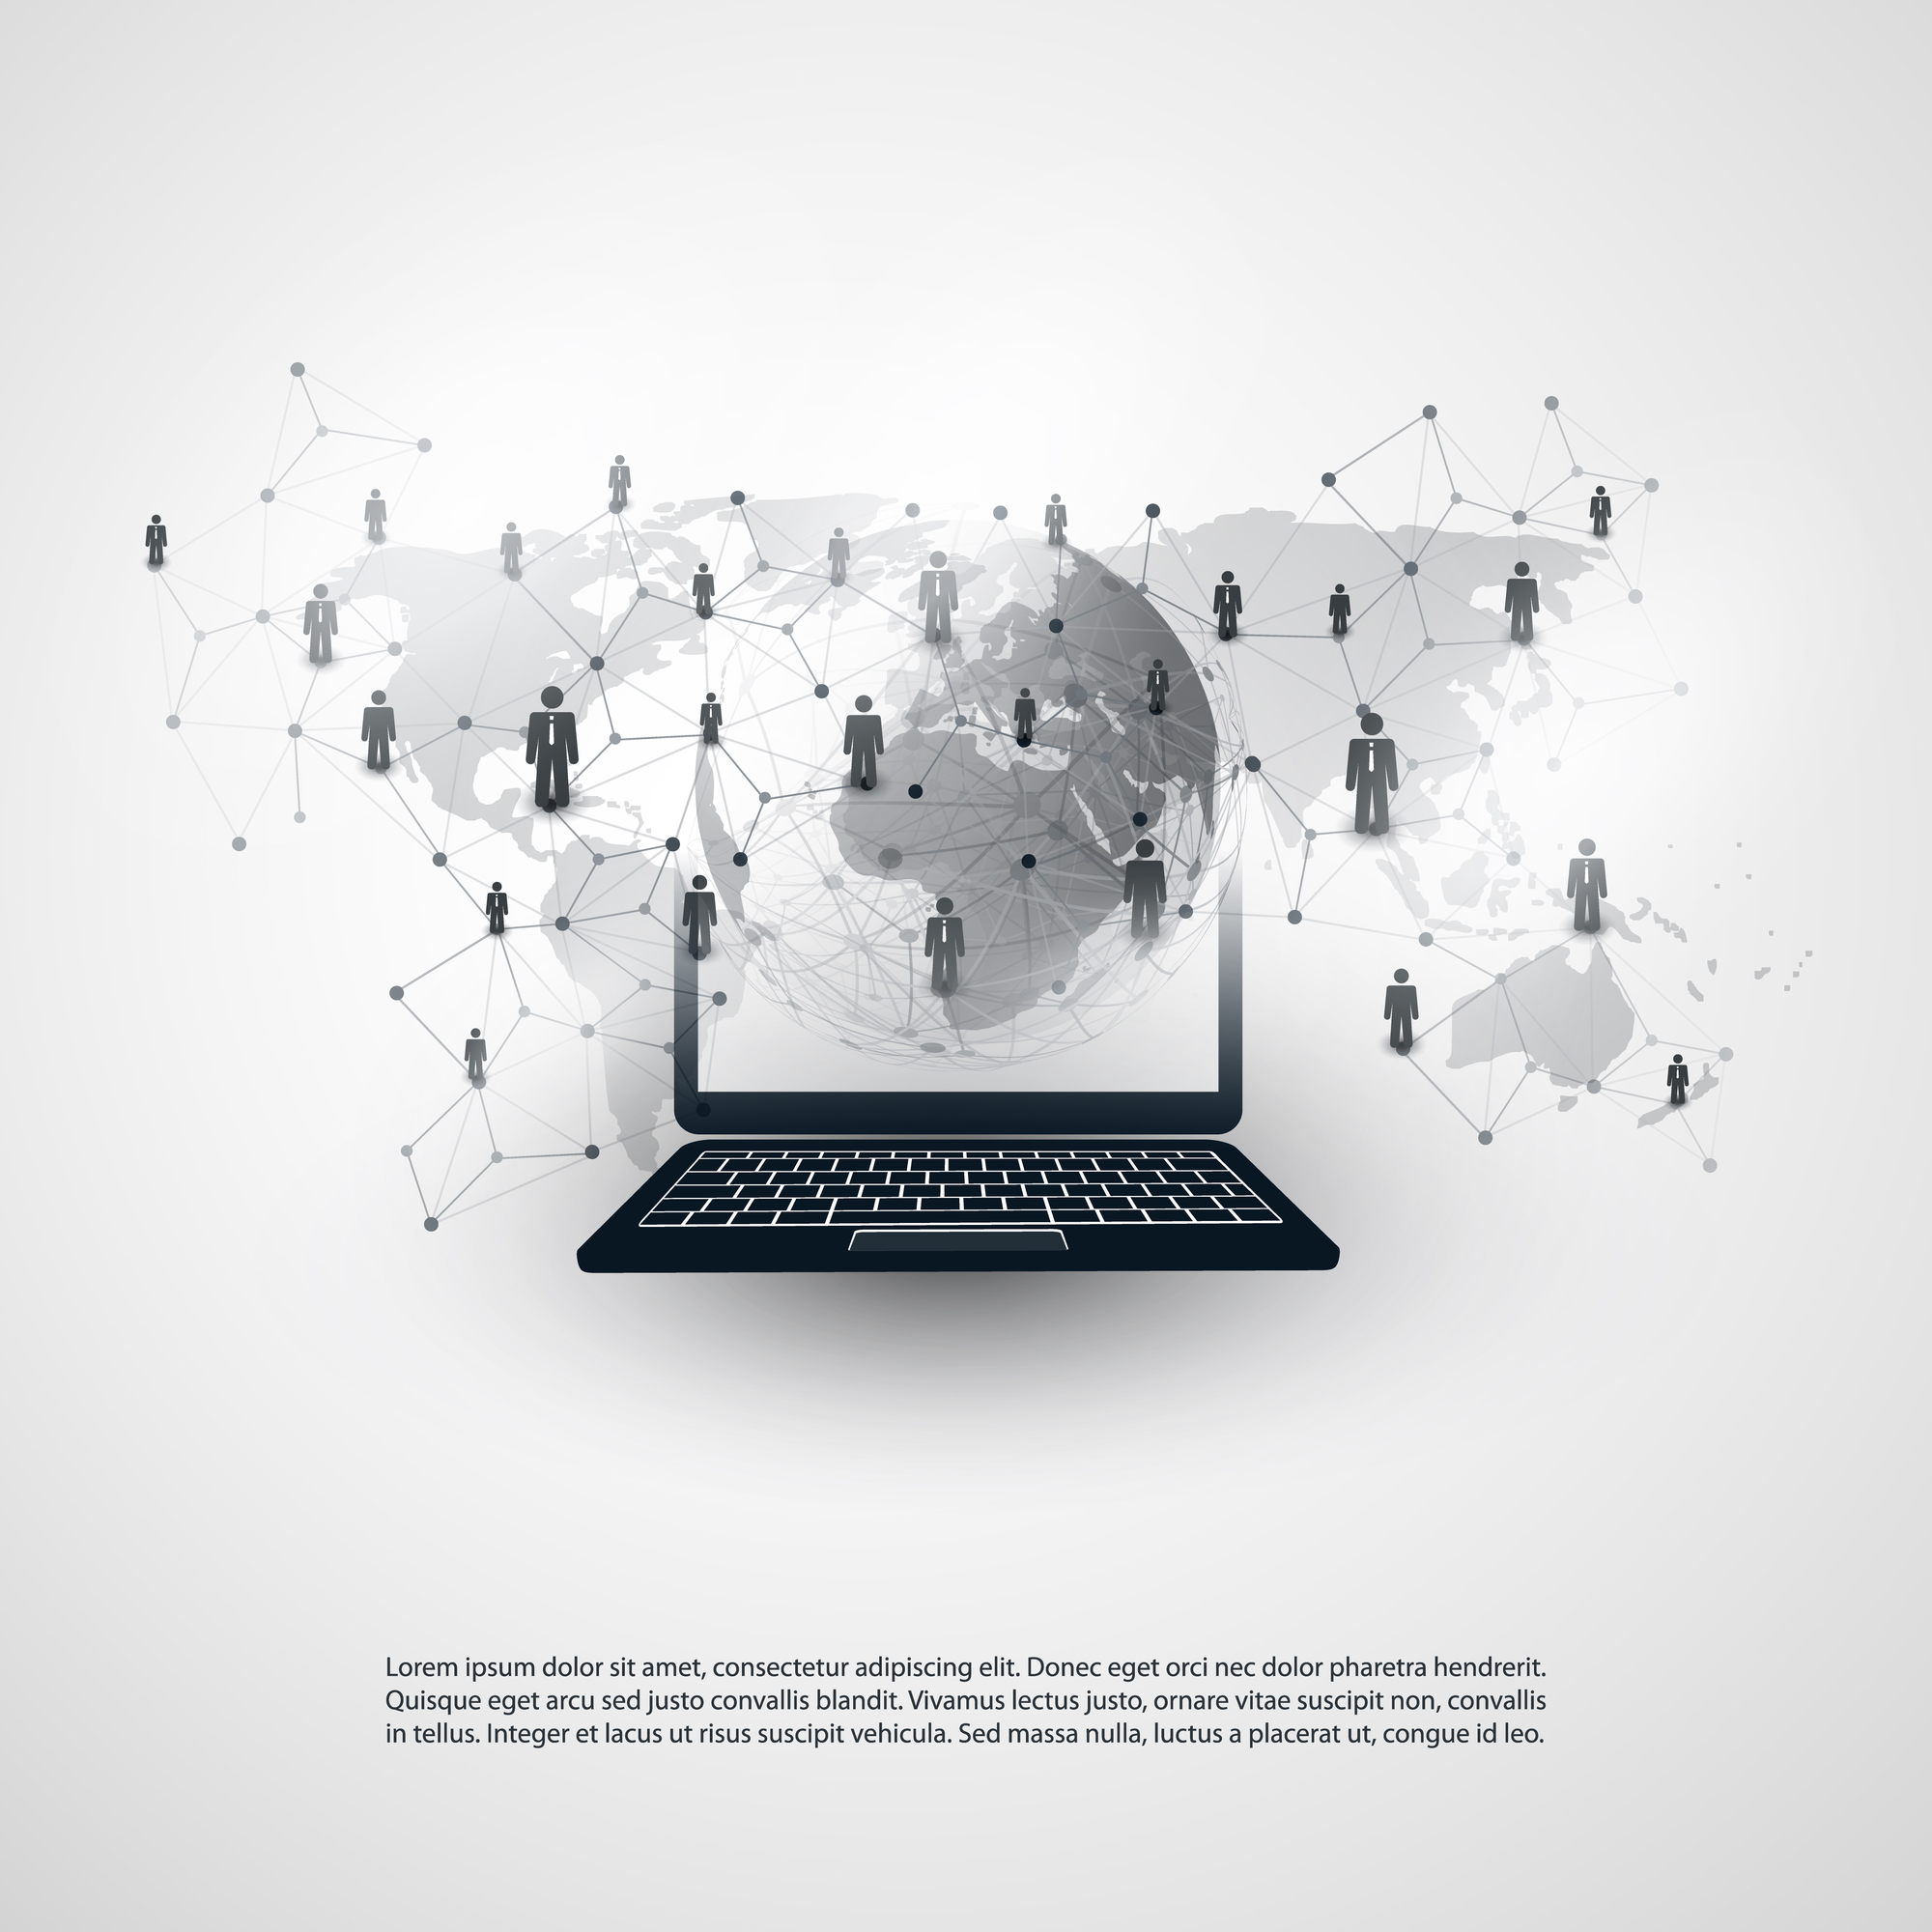 Lorem ipsum dolor sit amet, consectetur adipiscing elit. Donec eget orci nec dolor pharetra hendrerit.
Quisque eget arcu sed justo convallis blandit. Vivamus lectus justo, ornare vitae suscipit non, convallis
in tellus. Integer et lacus ut risus suscipit vehicula. Sed massa nulla, luctus a placerat ut, congue id leo.